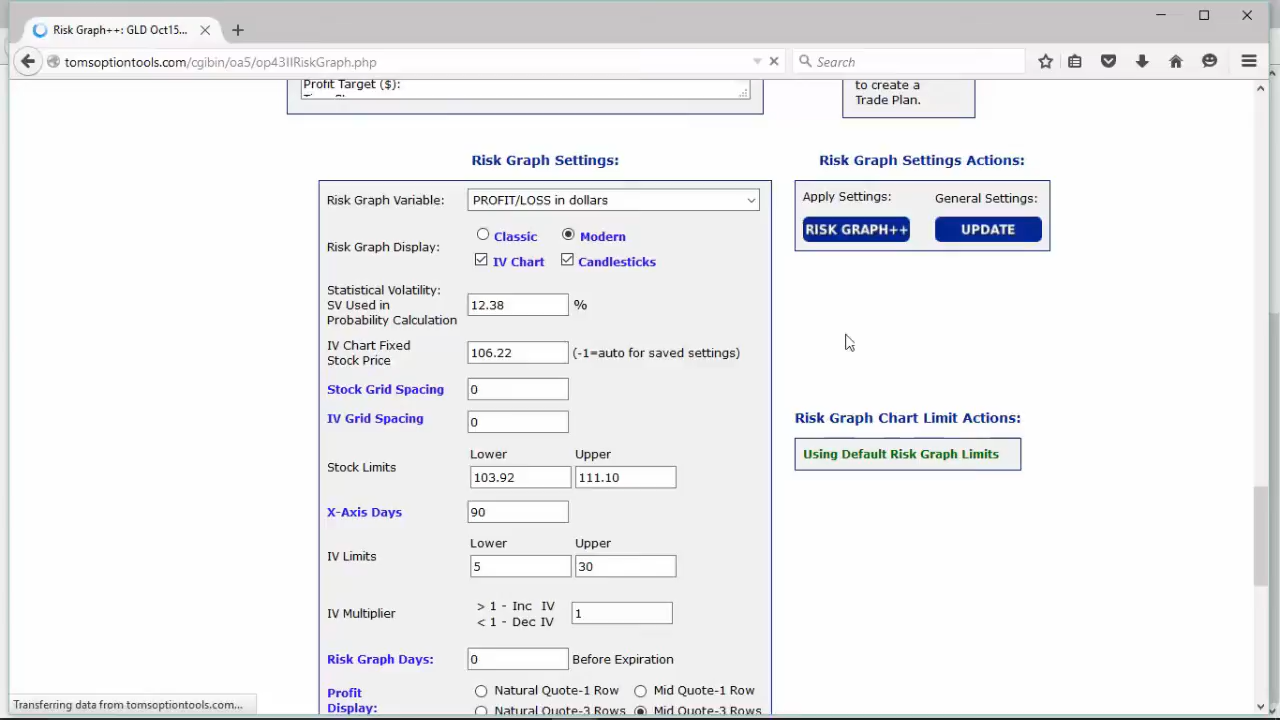 Risk Graph++: GLD Oct15...
tomsoptiontools.com/cgibin/oa5/op43IIRiskGraph.php
Search
Profit Target ($):
to create a
Trade Plan.
Risk Graph Settings:
Risk Graph Settings Actions:
Risk Graph Variable: PROFIT/LOSS in dollars
Apply Settings: General Settings:
RISK GRAPH++ UPDATE
Risk Graph Display: Classic Modern
IV Chart Candlesticks
Statistical Volatility:
SV Used in
Probability Calculation
12.38 %
IV Chart Fixed
Stock Price
106.22 (-1=auto for saved settings)
Stock Grid Spacing 0
IV Grid Spacing 0
Risk Graph Chart Limit Actions:
Using Default Risk Graph Limits
Lower Upper
Stock Limits 103.92 111.10
X-Axis Days 90
Lower Upper
IV Limits 5 30
IV Multiplier > 1 - Inc IV
< 1 - Dec IV
1
Risk Graph Days: 0 Before Expiration
Profit
Display:
Natural Quote-1 Row Mid Quote-1 Row
Natural Quote-3 Rows Mid Quote-3 Rows
Transferring data from tomsoptiontools.com...